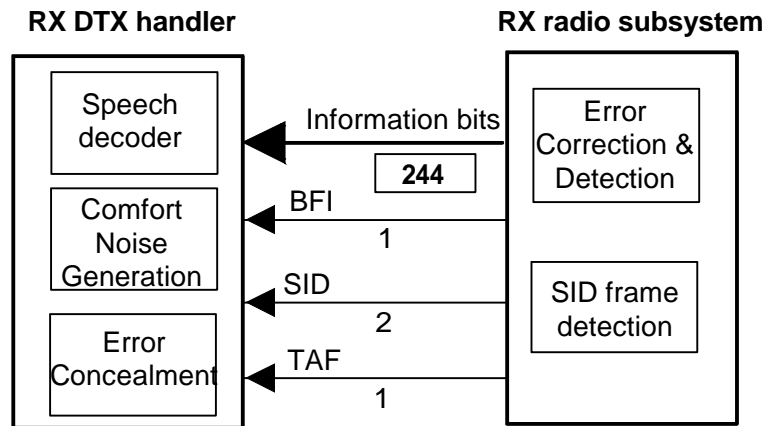 RX DTX handler
RX radio subsystem
Speech
decoder
Information bits
244
Error
Correction &
Detection
Comfort
Noise
Generation
BFI
1
SID
2
SID frame
detection
Error
Concealment
TAF
1